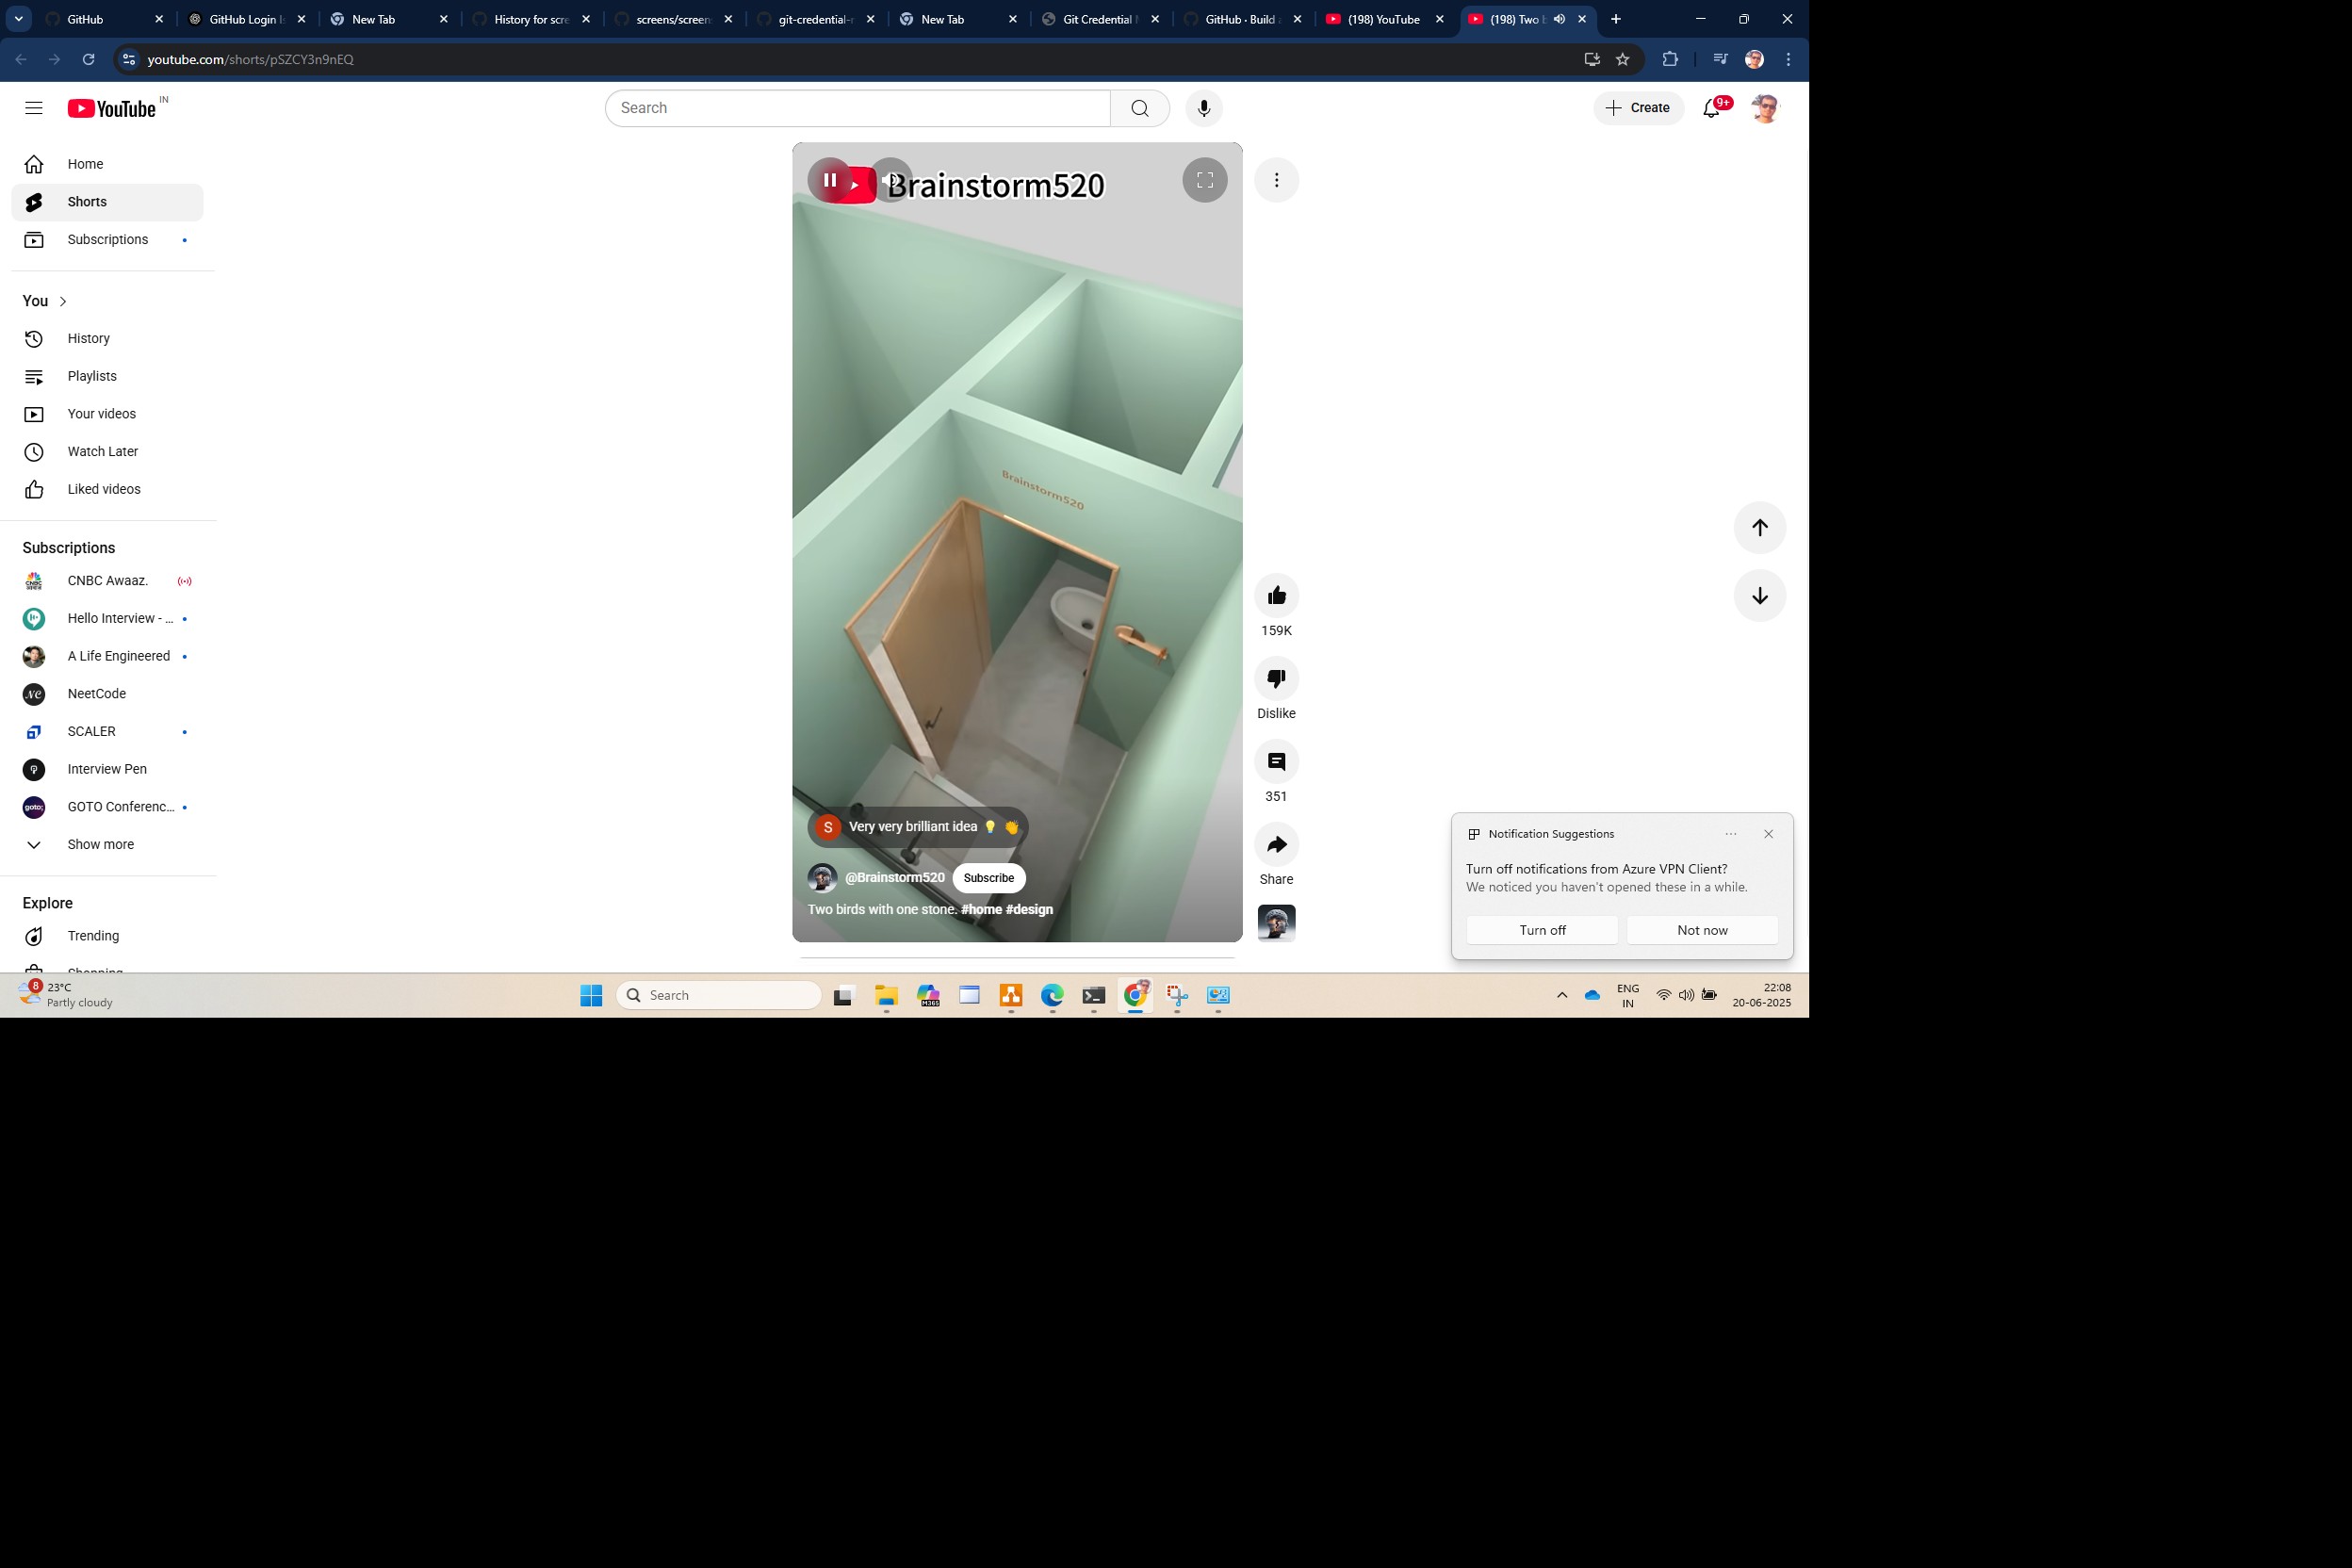 GitHub
GitHub Login
New Tab
History for scre
screens/screen
git-credential-
New Tab
Git Credential
GitHub · Build
(198) YouTube
(198) Two
youtube.com/shorts/pSZCY3n9nEQ
YouTube IN
Search
Create
9+
Home
Shorts
Subscriptions
You
History
Playlists
Your videos
Watch Later
Liked videos
Subscriptions
CNBC Awaaz.
Hello Interview - ...
A Life Engineered
NeetCode
SCALER
Interview Pen
GOTO Conferenc...
Show more
Explore
Trending
Shopping
Brainstorm520
Brainstorm520
S Very very brilliant idea 💡 👏
@Brainstorm520 Subscribe
Two birds with one stone. #home #design
159K
Dislike
351
Share
Notification Suggestions
Turn off notifications from Azure VPN Client?
We noticed you haven't opened these in a while.
Turn off
Not now
8
23°C
Partly cloudy
Search
M365
ENG
IN
22:08
20-06-2025